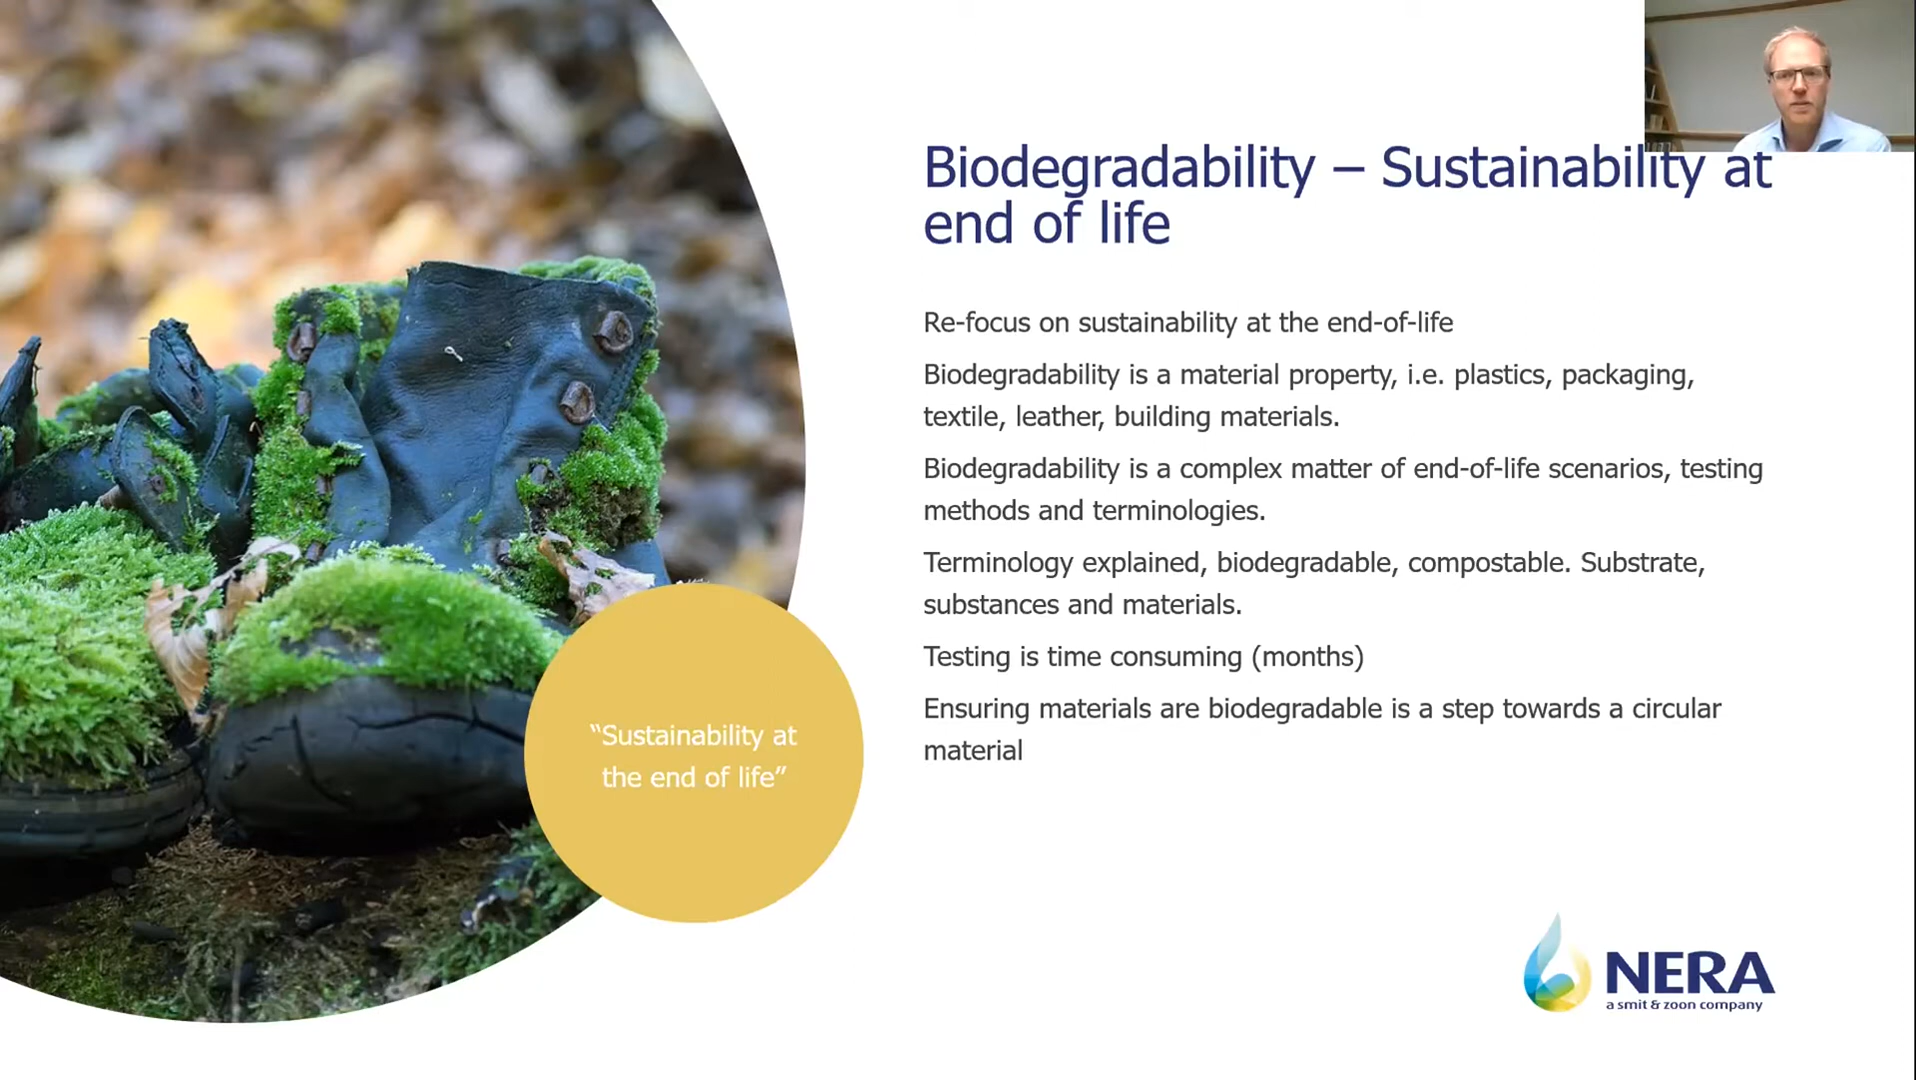 Biodegradability – Sustainability at
end of life
Re-focus on sustainability at the end-of-life
Biodegradability is a material property, i.e. plastics, packaging,
textile, leather, building materials.
Biodegradability is a complex matter of end-of-life scenarios, testing
methods and terminologies.
Terminology explained, biodegradable, compostable. Substrate,
substances and materials.
Testing is time consuming (months)
Ensuring materials are biodegradable is a step towards a circular
material
“Sustainability at
the end of life”
NERA
a smit & zoon company